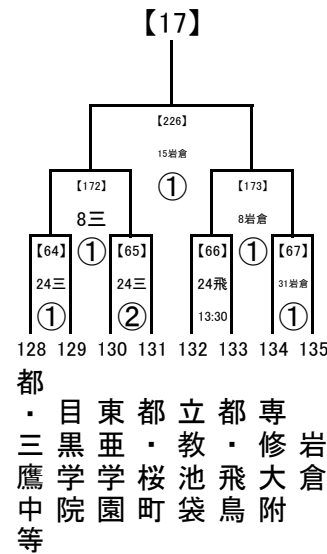 【17】
【226】
15岩倉
①
【172】 【173】
8三 8岩倉
① ①
【64】 【65】 【66】 【67】
24三 24三 24飛 31岩倉
① ② 13:30 ①
128 129 130 131 132 133 134 135
都・三鷹中等
目黒学院
東亜学園
都・桜町
立教池袋
都・飛鳥
専修大附
岩倉